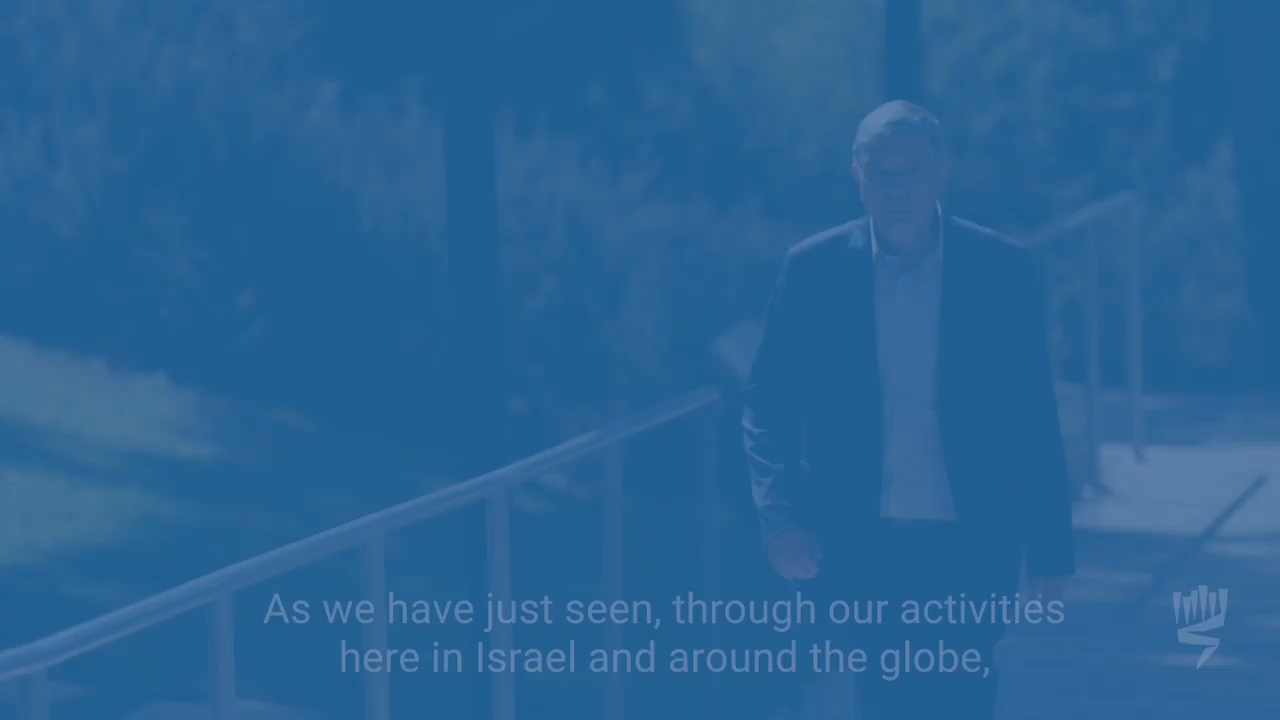 As we have just seen, through our activities
here in Israel and around the globe,